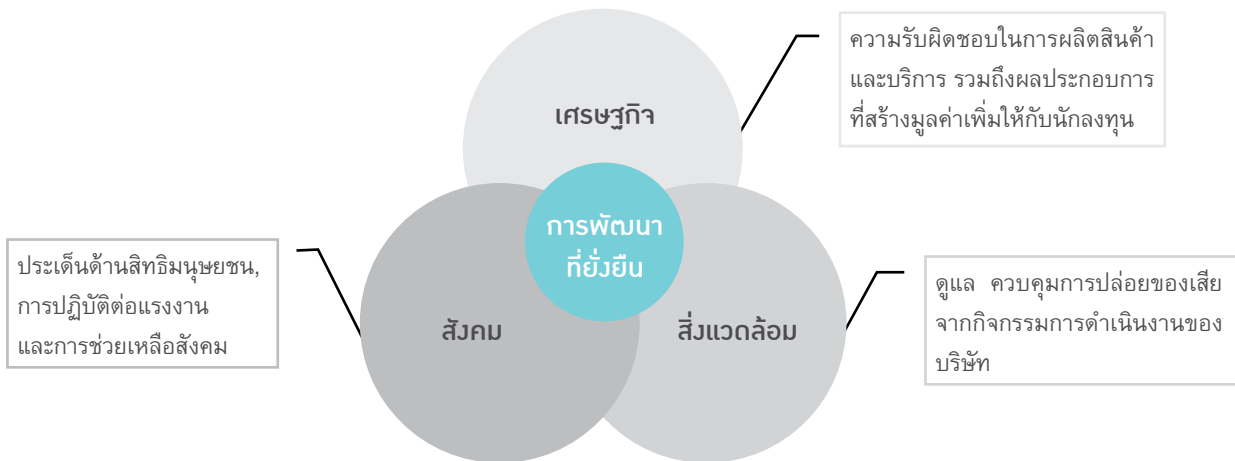 ความรับผิดชอบในการผลิตสินค้า
และบริการ รวมถึงผลประกอบการ
ที่สร้างมูลค่าเพิ่มให้กับนักลงทุน
เศรษฐกิจ
การพัฒนา
ที่ยั่งยืน
ประเด็นด้านสิทธิมนุษยชน,
การปฏิบัติต่อแรงงาน
และการช่วยเหลือสังคม
สังคม
สิ่งแวดล้อม
ดูแล ควบคุมการปล่อยของเสีย
จากกิจกรรมการดำเนินงานของ
บริษัท